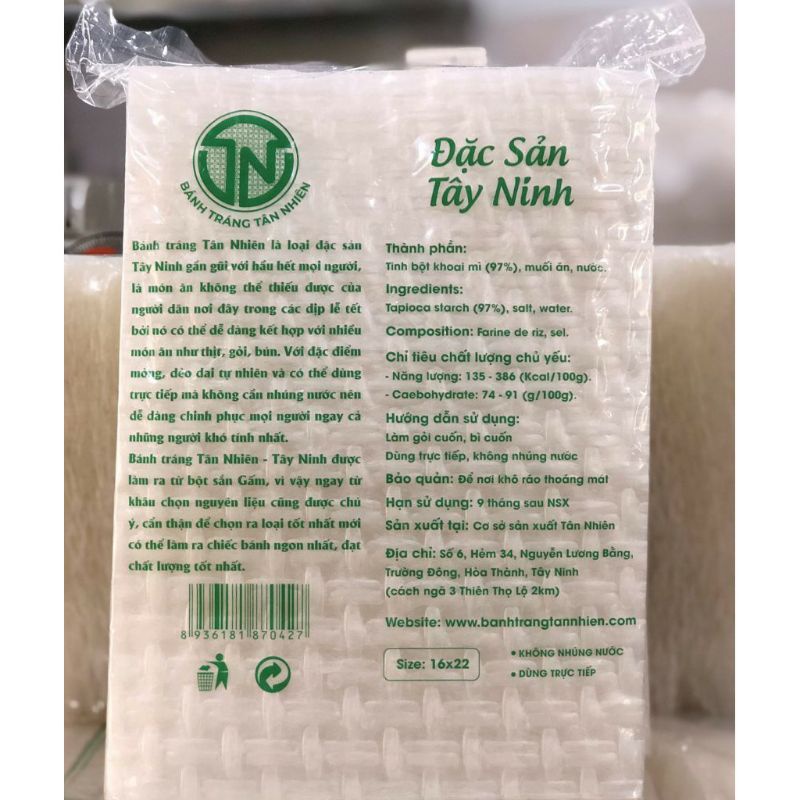 TN
BÁNH TRÁNG TÂN NHIÊN
Đặc Sản
Tây Ninh
Bánh tráng Tân Nhiên là loại đặc sản
Tây Ninh gần gũi với hầu hết mọi người,
là món ăn không thể thiếu được của
người dân nơi đây trong các dịp lễ tết
bởi nó có thể dễ dàng kết hợp với nhiều
món ăn như thịt, gỏi, bún. Với đặc điểm
mỏng, dẻo dai tự nhiên và có thể dùng
trực tiếp mà không cần nhúng nước nên
dễ dàng chinh phục mọi người ngay cả
những người khó tính nhất.
Bánh tráng Tân Nhiên - Tây Ninh được
làm ra từ bột sắn Gấm, vì vậy ngay từ
khâu chọn nguyên liệu cũng được chú
ý, cẩn thận để chọn ra loại tốt nhất mới
có thể làm ra chiếc bánh ngon nhất, đạt
chất lượng tốt nhất.
8 936181 870427
Thành phần:
Tinh bột khoai mì (97%), muối ăn, nước.
Ingredients:
Tapioca starch (97%), salt, water.
Composition: Farine de riz, sel.
Chỉ tiêu chất lượng chủ yếu:
- Năng lượng: 135 - 386 (Kcal/100g).
- Caebohydrate: 74 - 91 (g/100g).
Hướng dẫn sử dụng:
Làm gỏi cuốn, bì cuốn
Dùng trực tiếp, không nhúng nước
Bảo quản: Để nơi khô ráo thoáng mát
Hạn sử dụng: 9 tháng sau NSX
Sản xuất tại: Cơ sở sản xuất Tân Nhiên
Địa chỉ: Số 6, Hẻm 34, Nguyễn Lương Bằng,
Trường Đông, Hòa Thành, Tây Ninh
(cách ngã 3 Thiên Thọ Lộ 2km)
Website: www.banhtrangtannhien.com
Size: 16x22
• KHÔNG NHÚNG NƯỚC
• DÙNG TRỰC TIẾP